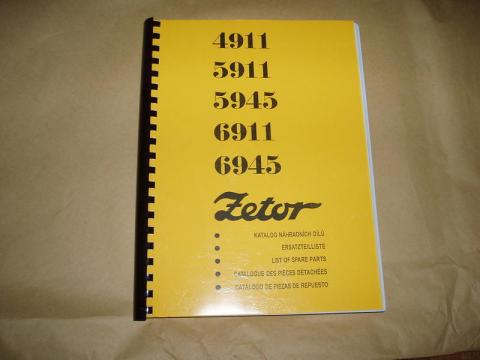 4911
5911
5945
6911
6945
Zetor
KATALOG NÁHRADNÍCH DÍLŮ
ERSATZTEILLISTE
LIST OF SPARE PARTS
CATALOGUE DES PIÈCES DÉTACHÉES
CATÁLOGO DE PIEZAS DE REPUESTO